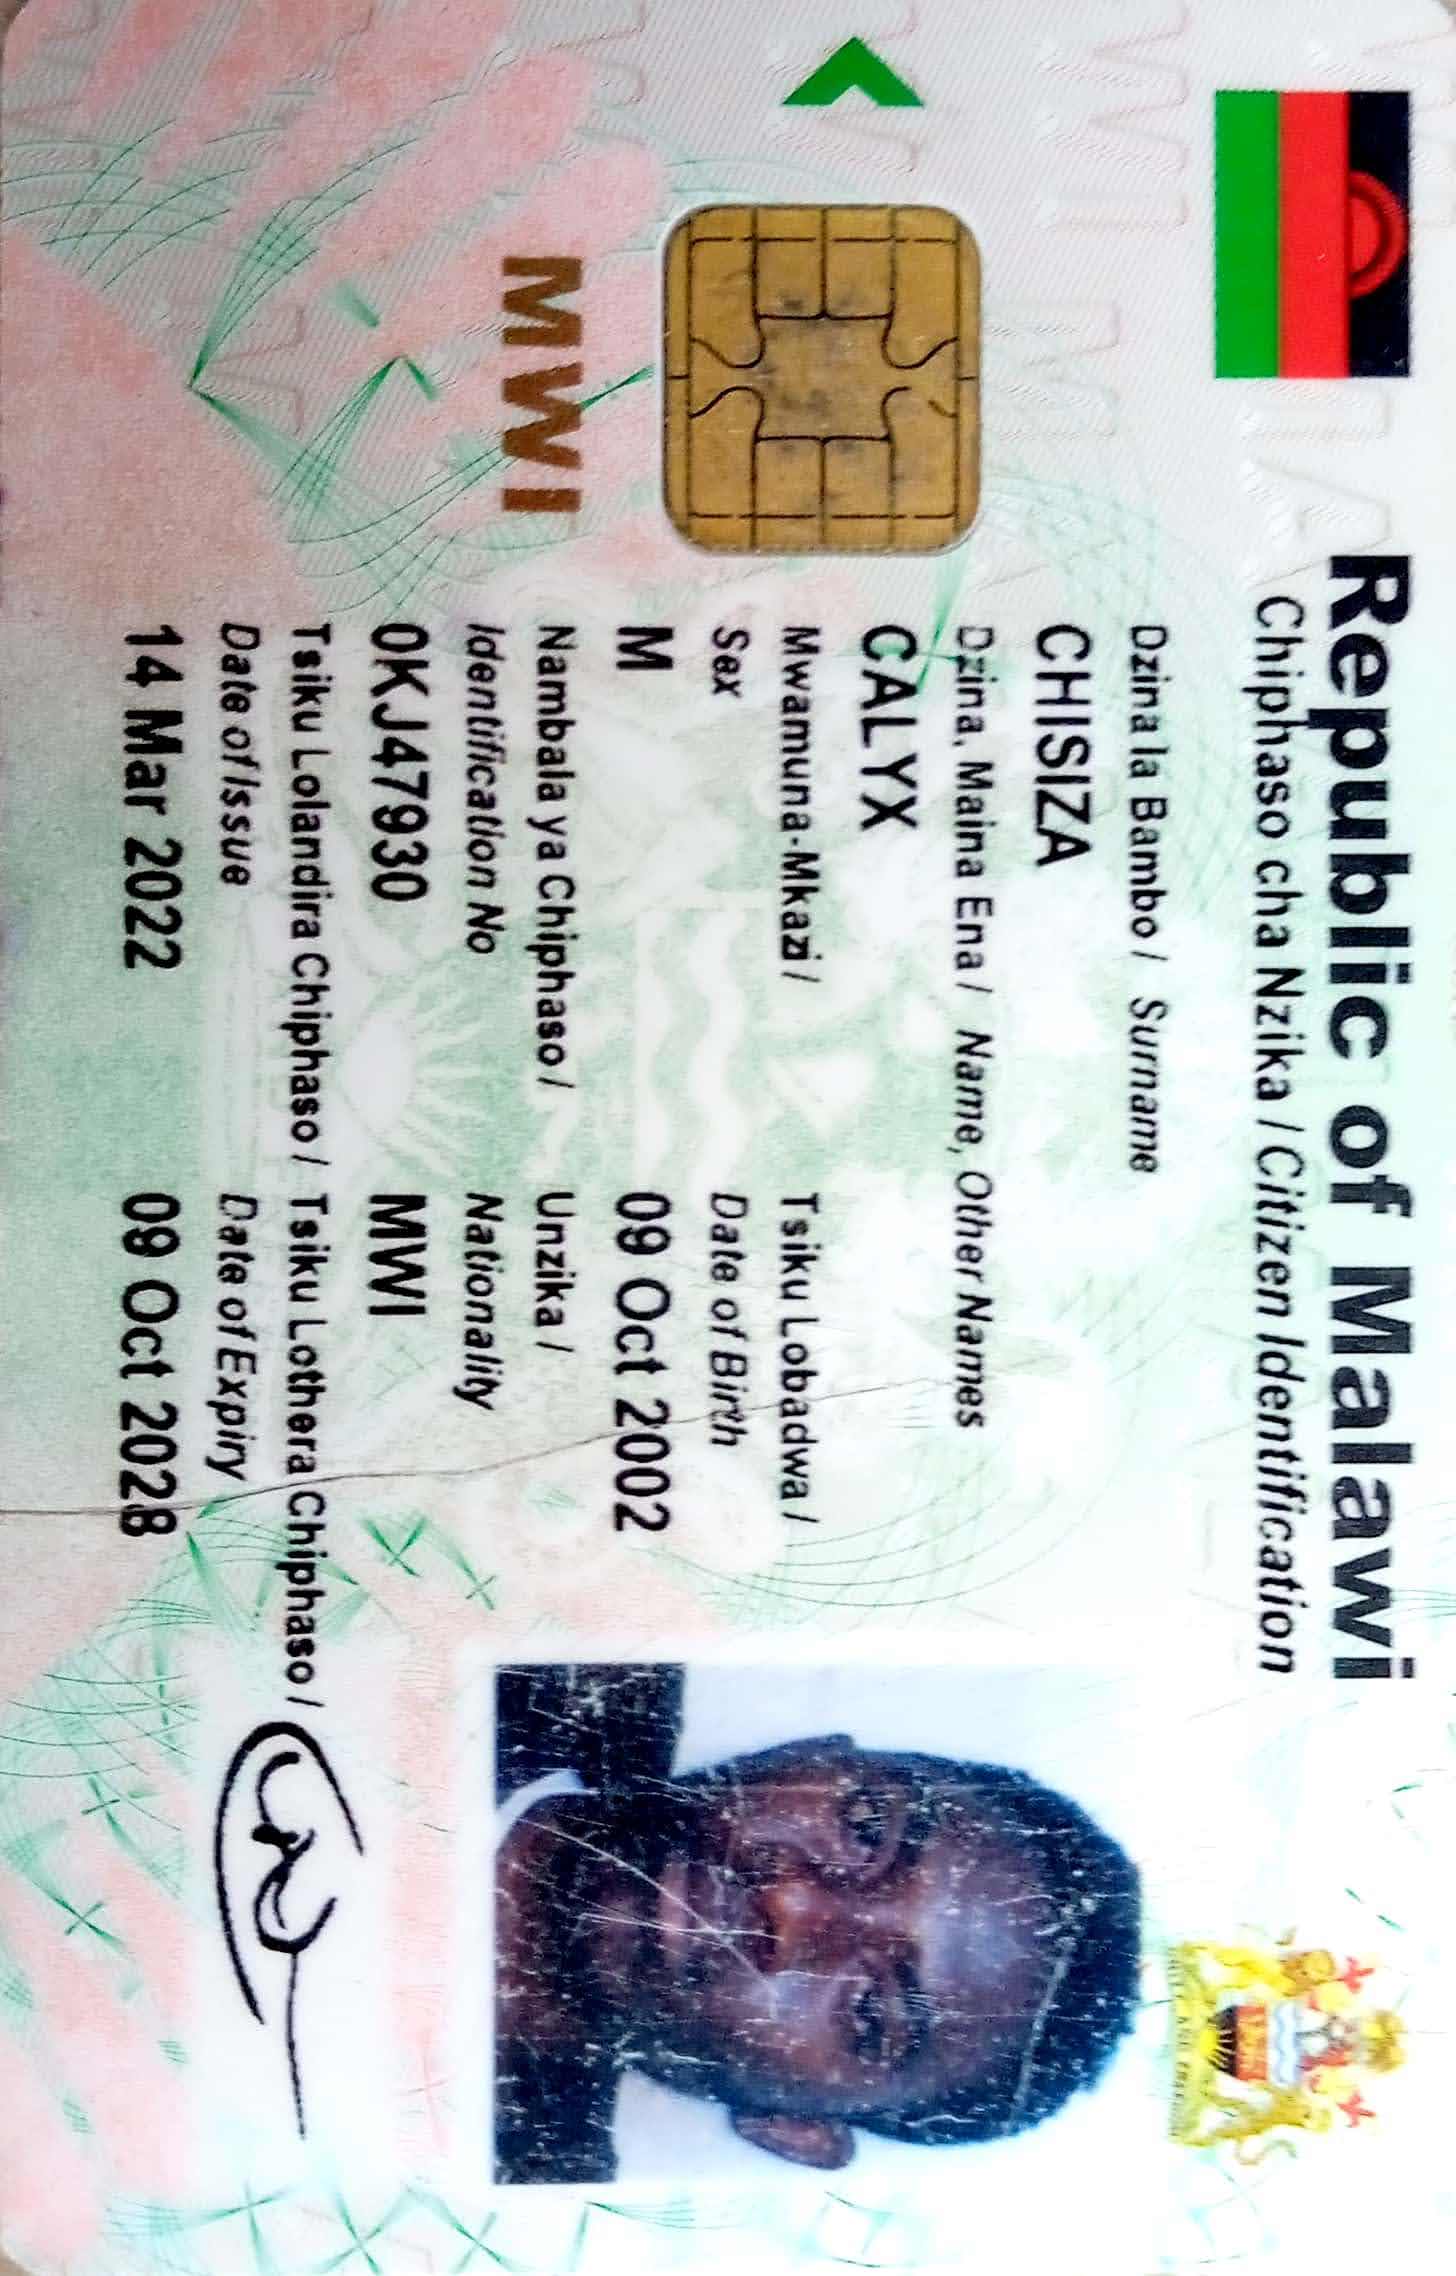 Republic of Malawi
Chiphaso cha Nzika / Citizen Identification
Dzina la Bambo / Surname
CHISIZA
Dzina, Maina Ena / Name, Other Names
CALYX
Mwamuna-Mkazi / Tsiku Lobadwa /
Sex Date of Birth
M 09 Oct 2002
Nambala ya Chiphaso / Unzika /
Identification No Nationality
0KJ47930 MWI
Tsiku Lolandira Chiphaso / Tsiku Lothera Chiphaso /
Date of Issue Date of Expiry
14 Mar 2022 09 Oct 2028
MWI